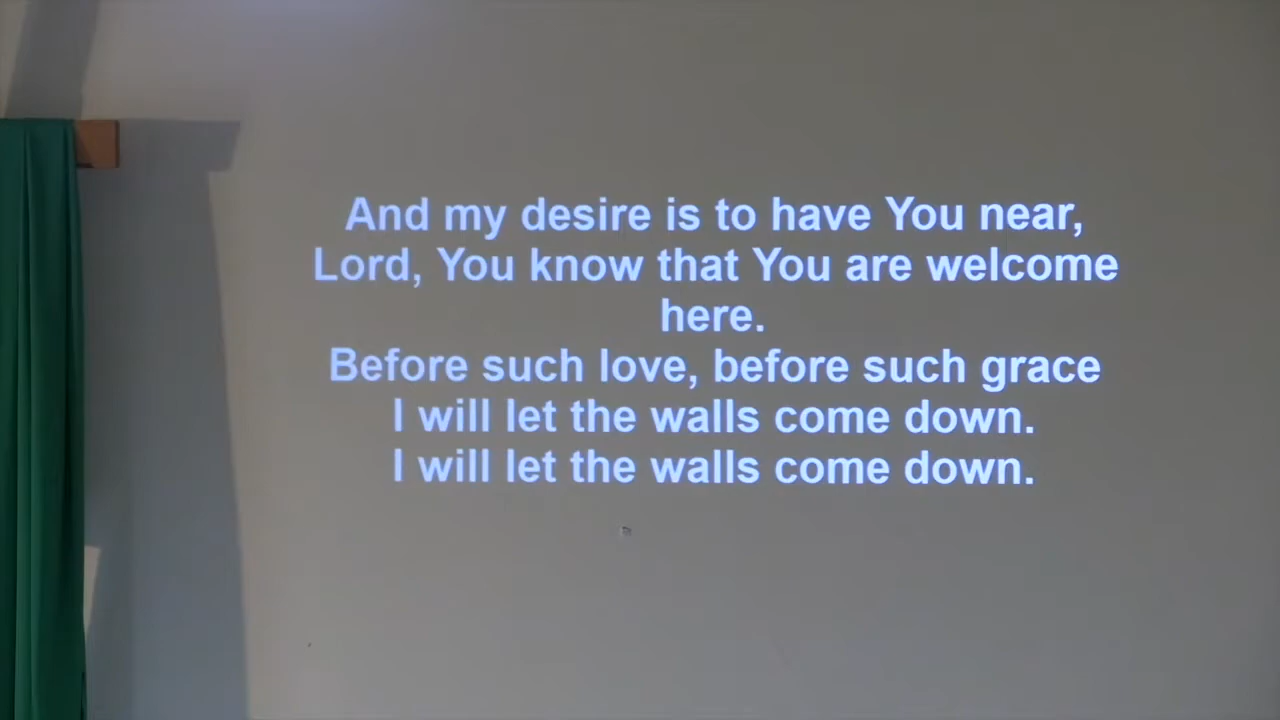 And my desire is to have You near,
Lord, You know that You are welcome
here.
Before such love, before such grace
I will let the walls come down.
I will let the walls come down.